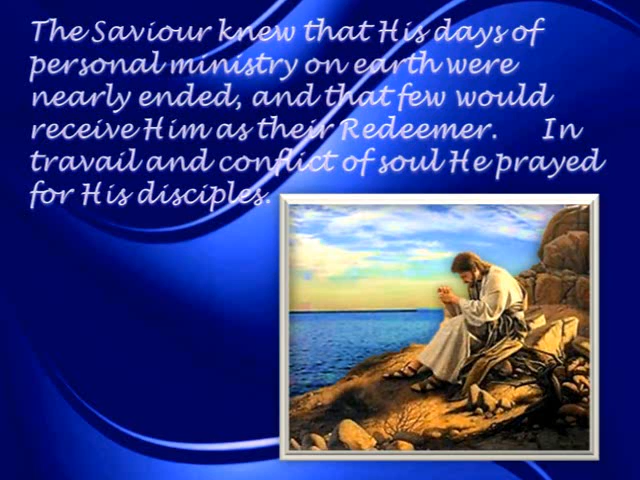 The Saviour knew that His days of
personal ministry on earth were
nearly ended, and that few would
receive Him as their Redeemer. In
travail and conflict of soul He prayed
for His disciples.